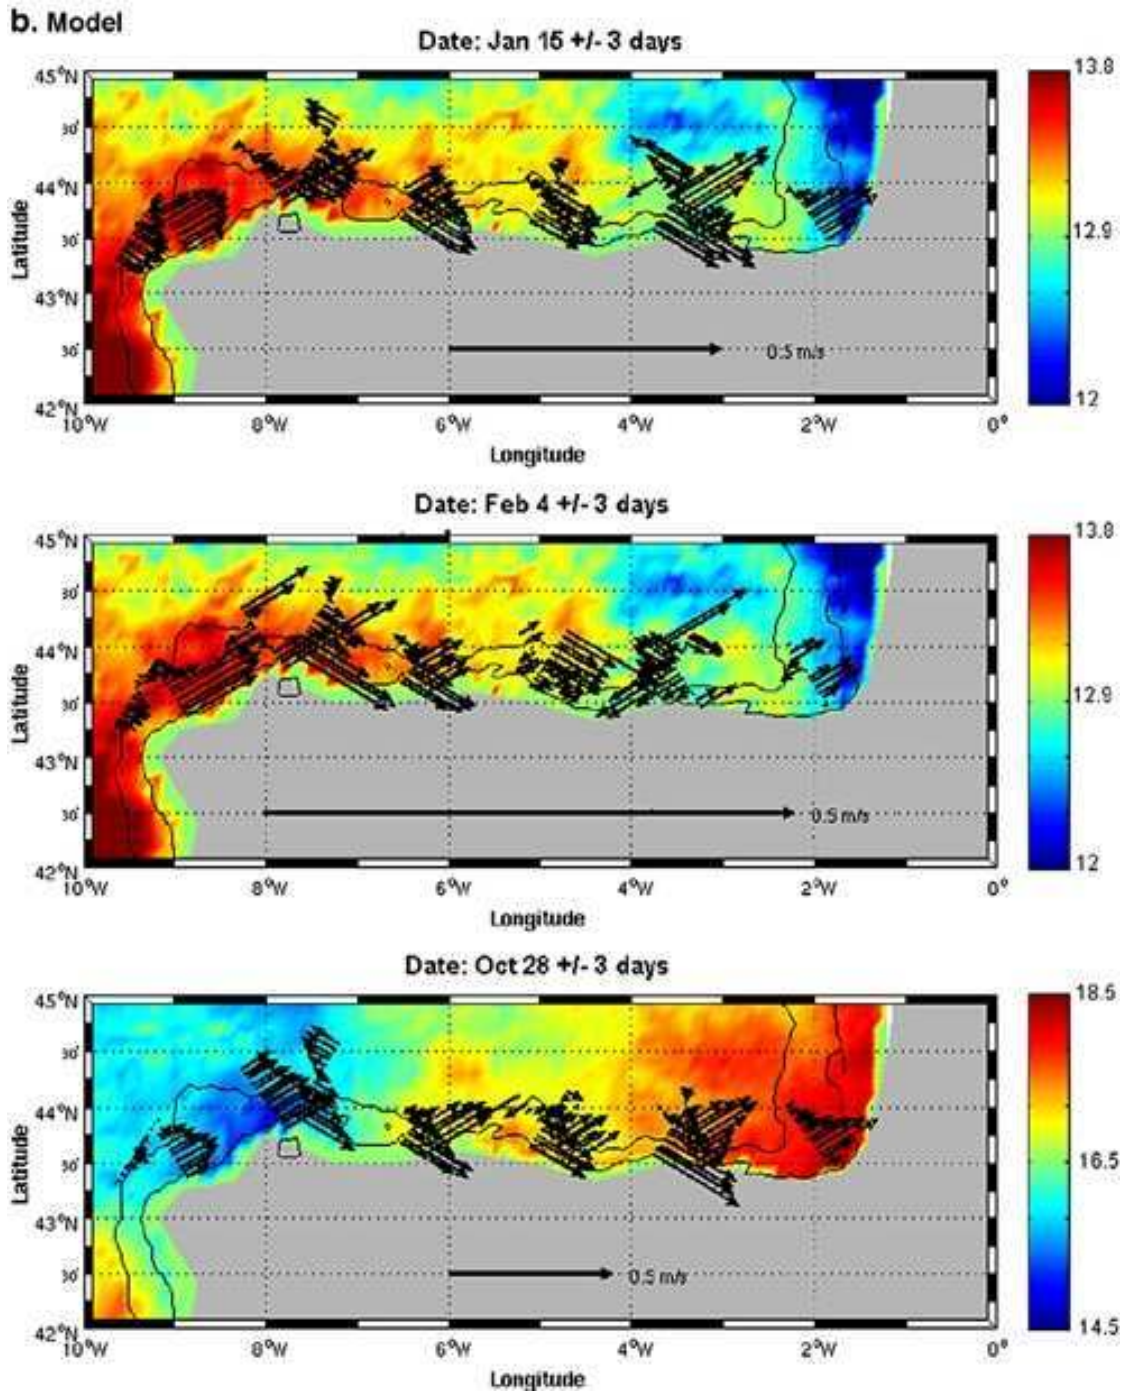 b. Model
Date: Jan 15 +/- 3 days
45°N
30'
44°N
30'
43°N
30'
42°N
Latitude
0.5 m/s
10°W 8°W 6°W 4°W 2°W 0°
Longitude
13.8
12.9
12
Date: Feb 4 +/- 3 days
45°N
30'
44°N
30'
43°N
30'
42°N
Latitude
0.5 m/s
10°W 8°W 6°W 4°W 2°W 0°
Longitude
13.8
12.9
12
Date: Oct 28 +/- 3 days
45°N
30'
44°N
30'
43°N
30'
42°N
Latitude
0.5 m/s
10°W 8°W 6°W 4°W 2°W 0°
Longitude
18.5
16.5
14.5